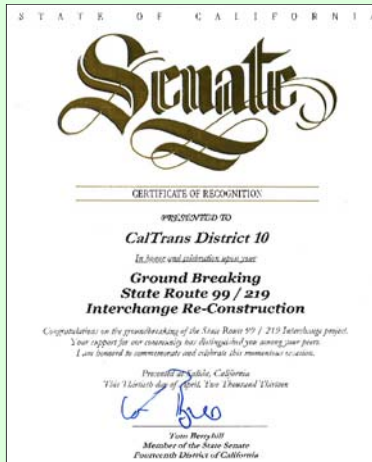 STATE OF CALIFORNIA
Senate
CERTIFICATE OF RECOGNITION
PRESENTED TO
CalTrans District 10
In honor and celebration upon your
Ground Breaking
State Route 99 / 219
Interchange Re-Construction
Congratulations on the groundbreaking of the State Route 99 / 219 Interchange project.
Your support for our community has distinguished you among your peers.
I am honored to commemorate and celebrate this momentous occasion.
Presented at Salida, California
This Thirtieth day of April, Two Thousand Thirteen
Tom Berryhill
Member of the State Senate
Fourteenth District of California